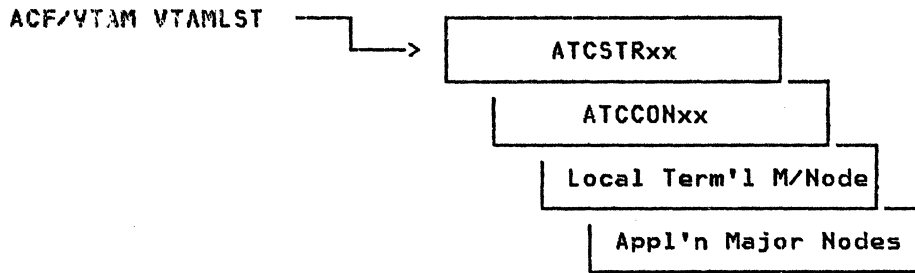 ACF/VTAM VTAMLST
ATCSTRxx
ATCCONxx
Local Term'l M/Node
Appl'n Major Nodes